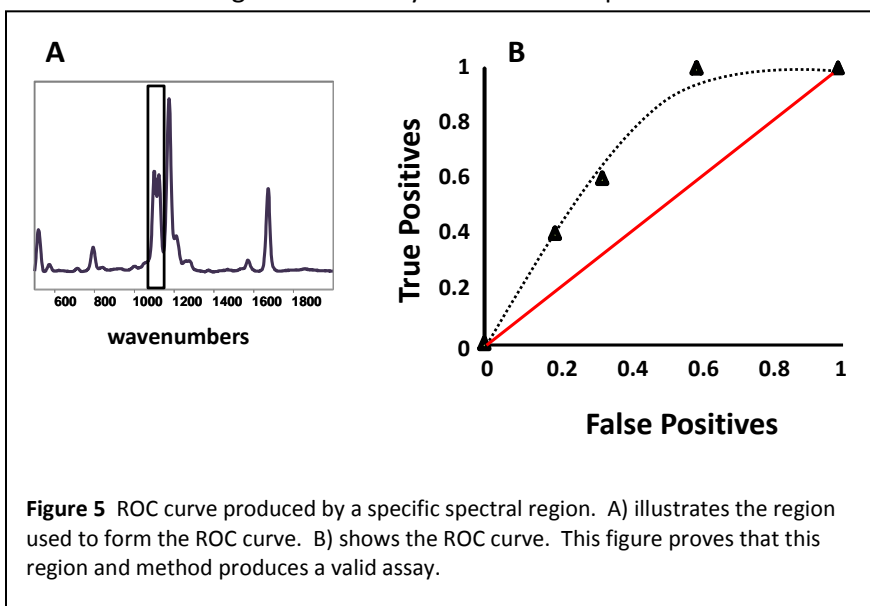 A
600 800 1000 1200 1400 1600 1800
wavenumbers
B
True Positives
1
0.8
0.6
0.4
0.2
0
0 0.2 0.4 0.6 0.8 1
False Positives
Figure 5 ROC curve produced by a specific spectral region. A) illustrates the region
used to form the ROC curve. B) shows the ROC curve. This figure proves that this
region and method produces a valid assay.